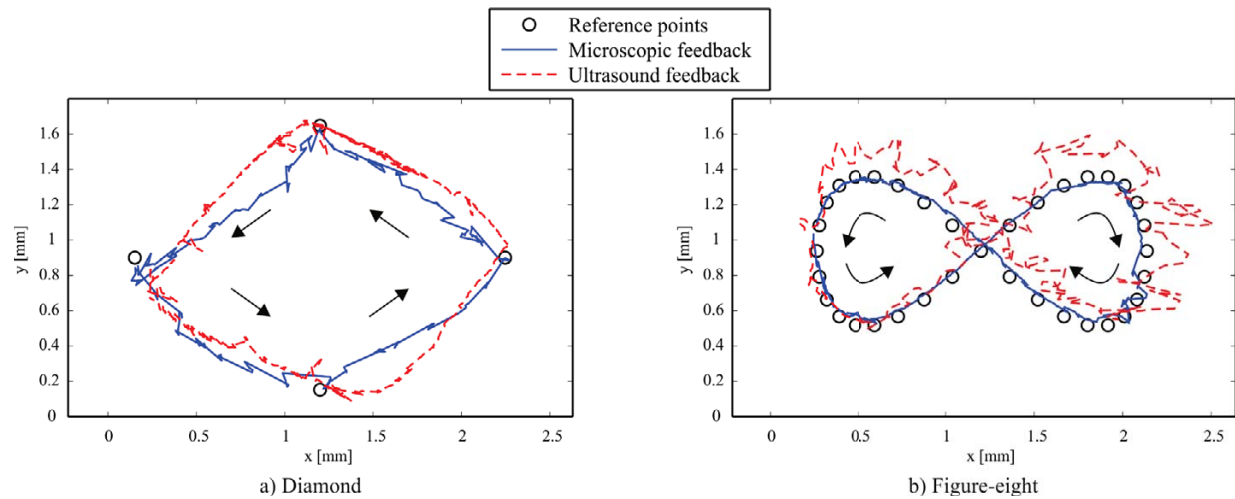 Reference points
Microscopic feedback
Ultrasound feedback
y [mm]
1.6
1.4
1.2
1
0.8
0.6
0.4
0.2
0
0 0.5 1 1.5 2 2.5
x [mm]
a) Diamond
y [mm]
1.6
1.4
1.2
1
0.8
0.6
0.4
0.2
0
0 0.5 1 1.5 2 2.5
x [mm]
b) Figure-eight